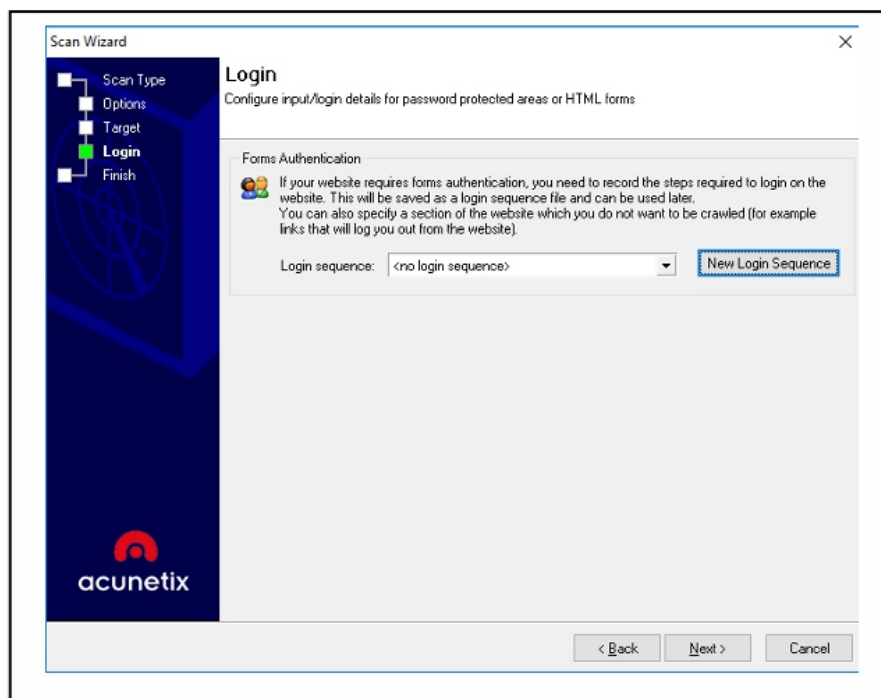 Scan Wizard
Scan Type
Options
Target
Login
Finish
acunetix
Login
Configure input/login details for password protected areas or HTML forms
Forms Authentication
If your website requires forms authentication, you need to record the steps required to login on the
website. This will be saved as a login sequence file and can be used later.
You can also specify a section of the website which you do not want to be crawled (for example
links that will log you out from the website).
Login sequence: <no login sequence> New Login Sequence
< Back Next > Cancel